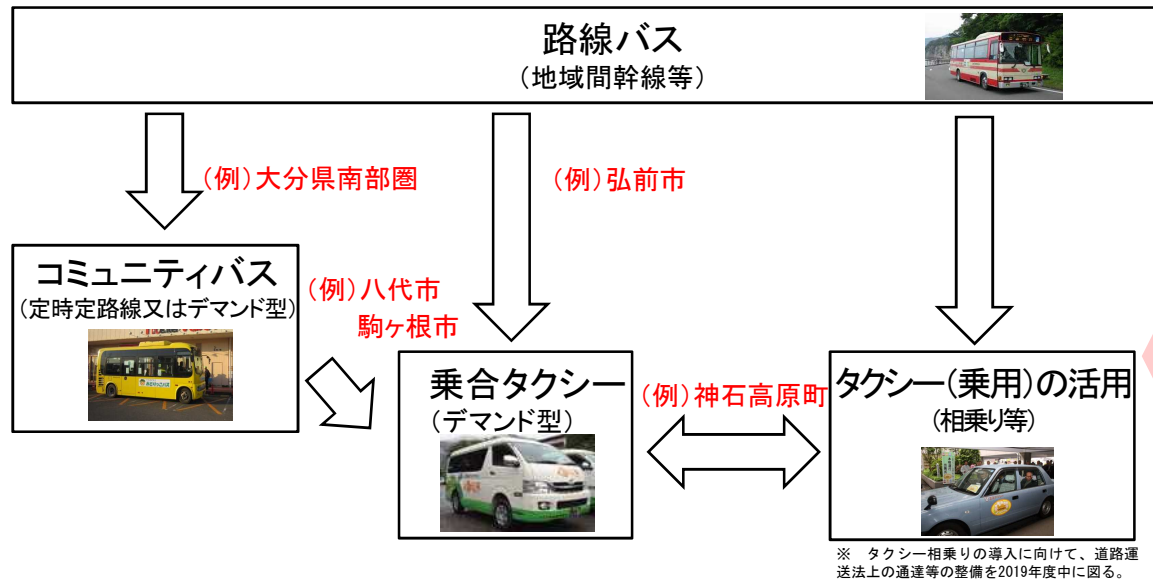 路線バス
(地域間幹線等)
(例)大分県南部圏
(例)弘前市
コミュニティバス
(定時定路線又はデマンド型)
(例)八代市
駒ヶ根市
乗合タクシー
(デマンド型)
(例)神石高原町
タクシー(乗用)の活用
(相乗り等)
※ タクシー相乗りの導入に向けて、道路運
送法上の通達等の整備を2019年度中に図る。